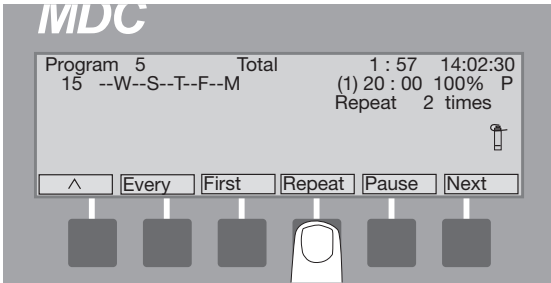 MDC
Program 5 Total 1 : 57 14:02:30
15 --W--S--T--F--M (1) 20 : 00 100% P
Repeat 2 times
^ Every First Repeat Pause Next